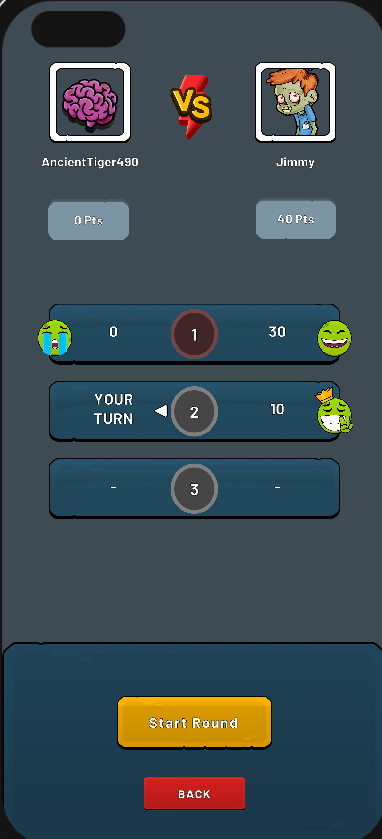 VS
AncientTiger490
Jimmy
0 Pts
40 Pts
0
1
30
YOUR
TURN
2
10
-
3
-
Start Round
BACK